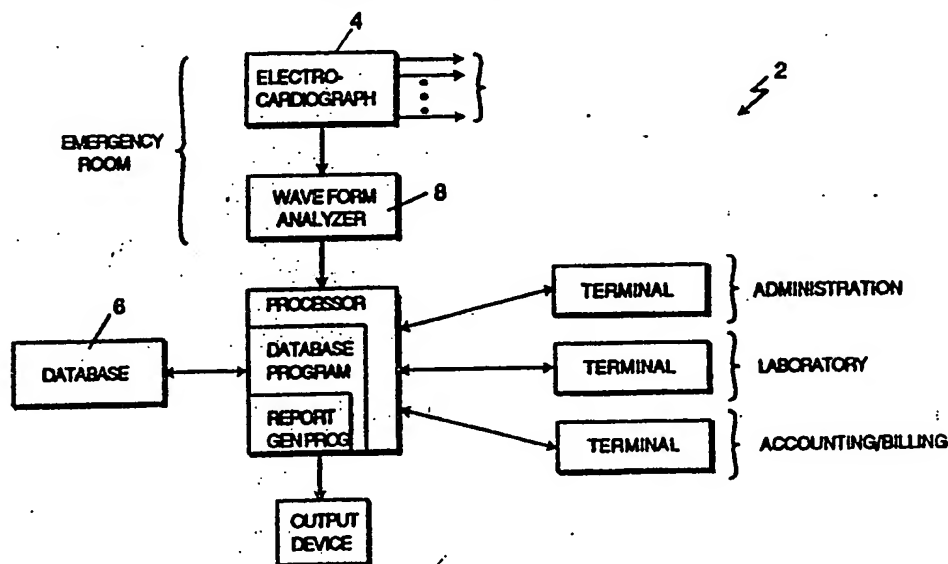 4
2
ELECTRO-
CARDIOGRAPH
EMERGENCY
ROOM
8
WAVE FORM
ANALYZER
PROCESSOR
TERMINAL
ADMINISTRATION
6
DATABASE
DATABASE
PROGRAM
TERMINAL
LABORATORY
REPORT
GEN PROG
TERMINAL
ACCOUNTING/BILLING
OUTPUT
DEVICE